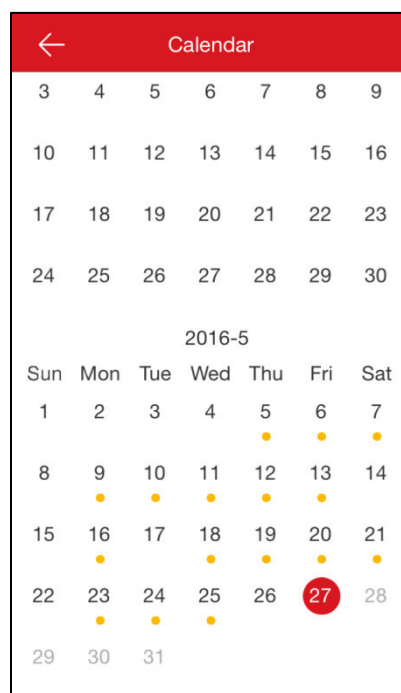 Calendar
3 4 5 6 7 8 9
10 11 12 13 14 15 16
17 18 19 20 21 22 23
24 25 26 27 28 29 30
2016-5
Sun Mon Tue Wed Thu Fri Sat
1 2 3 4 5 6 7
8 9 10 11 12 13 14
15 16 17 18 19 20 21
22 23 24 25 26 27 28
29 30 31